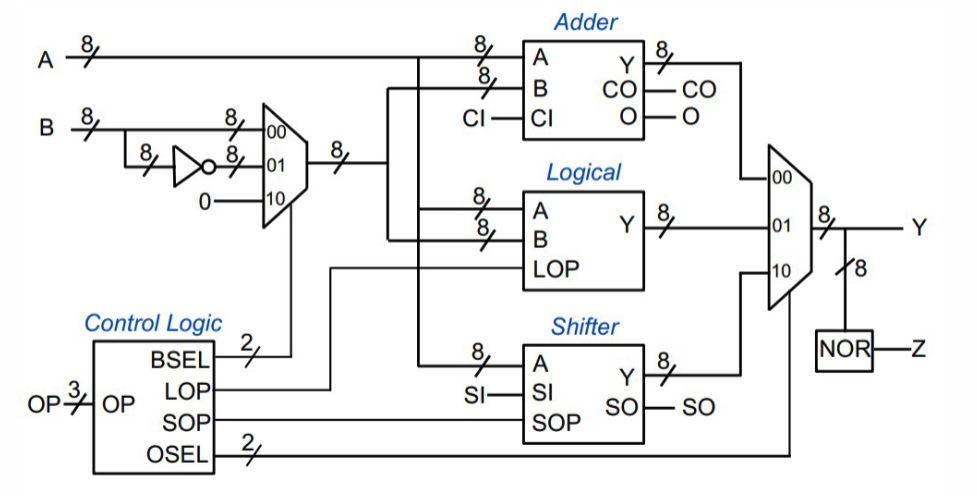 Adder
A 8 8 A Y 8
8 B CO CO
CI CI O O
B 8 8 00
8 8 01 8
0 10
Logical
8 A Y 8
8 B
LOP
00
01 8 Y
10 8
NOR Z
Control Logic
BSEL 2
LOP
OP 3 OP
SOP
OSEL 2
Shifter
8 A Y 8
SI SI SO SO
SOP